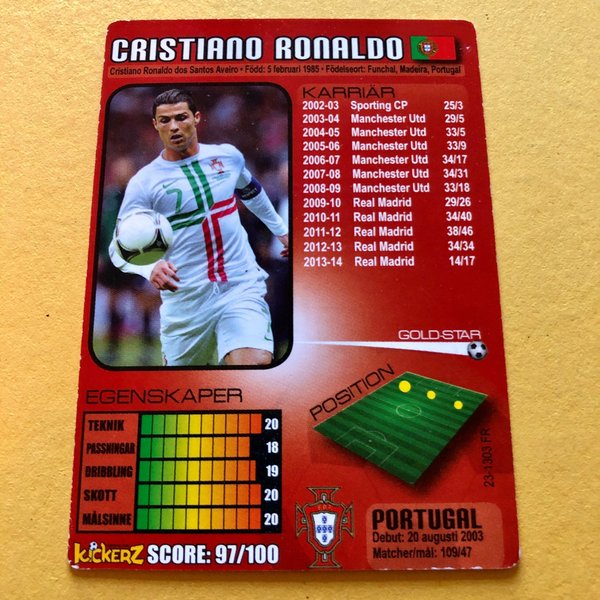 CRISTIANO RONALDO
Cristiano Ronaldo dos Santos Aveiro • Född: 5 februari 1985 • Födelseort: Funchal, Madeira, Portugal
KARRIÄR
2002-03 Sporting CP 25/3
2003-04 Manchester Utd 29/5
2004-05 Manchester Utd 33/5
2005-06 Manchester Utd 33/9
2006-07 Manchester Utd 34/17
2007-08 Manchester Utd 34/31
2008-09 Manchester Utd 33/18
2009-10 Real Madrid 29/26
2010-11 Real Madrid 34/40
2011-12 Real Madrid 38/46
2012-13 Real Madrid 34/34
2013-14 Real Madrid 14/17
7
GOLD-STAR
EGENSKAPER
TEKNIK 20
PASSNINGAR 18
DRIBBLING 19
SKOTT 20
MÅLSINNE 20
KICKERZ SCORE: 97/100
POSITION
23-1303 FR
PORTUGAL
Debut: 20 augusti 2003
Matcher/mål: 109/47